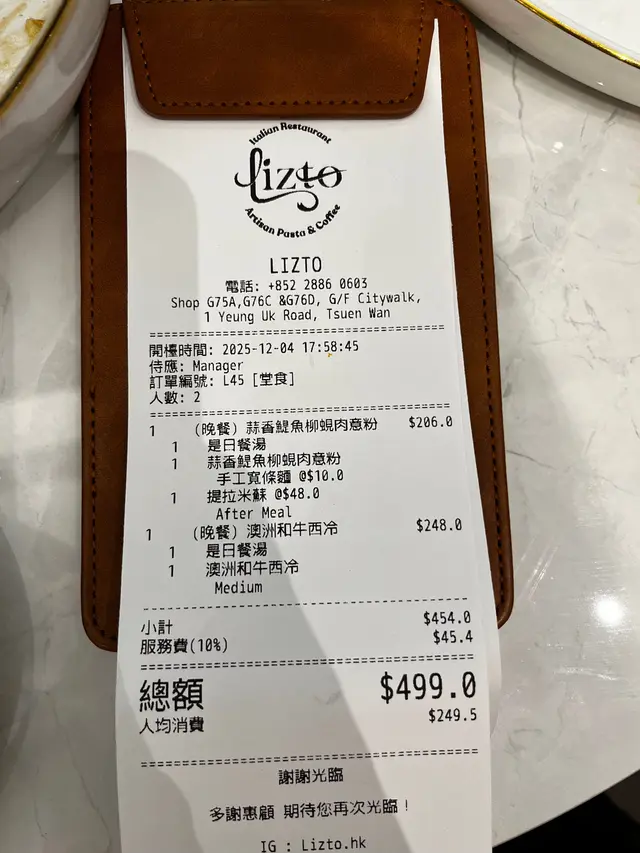 Italian Restaurant
Lizto
Artisan Pasta & Coffee
LIZTO
電話: +852 2886 0603
Shop G75A,G76C &G76D, G/F Citywalk,
1 Yeung Uk Road, Tsuen Wan
開檯時間: 2025-12-04 17:58:45
侍應: Manager
訂單編號: L45 [堂食]
人數: 2
1 (晚餐) 蒜香鯷魚柳蜆肉意粉 $206.0
1 是日餐湯
1 蒜香鯷魚柳蜆肉意粉
手工寬條麵 @$10.0
1 提拉米蘇 @$48.0
After Meal
1 (晚餐) 澳洲和牛西冷 $248.0
1 是日餐湯
1 澳洲和牛西冷
Medium
小計 $454.0
服務費(10%) $45.4
總額 $499.0
人均消費 $249.5
謝謝光臨
多謝惠顧 期待您再次光臨！
IG : Lizto.hk